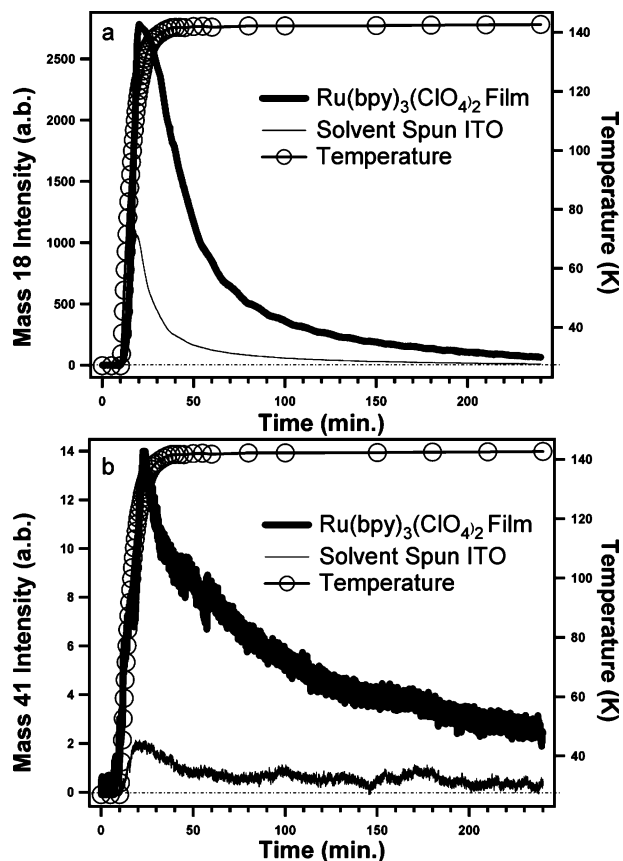 a
2500
2000
1500
1000
500
0
Mass 18 Intensity (a.b.)
140
120
100
80
60
40
Temperature (K)
Ru(bpy)₃(ClO₄)₂ Film
Solvent Spun ITO
Temperature
0
50
100
150
200
Time (min.)
b
14
12
10
8
6
4
2
0
Mass 41 Intensity (a.b.)
140
120
100
80
60
40
Temperature (K)
Ru(bpy)₃(ClO₄)₂ Film
Solvent Spun ITO
Temperature
0
50
100
150
200
Time (min.)